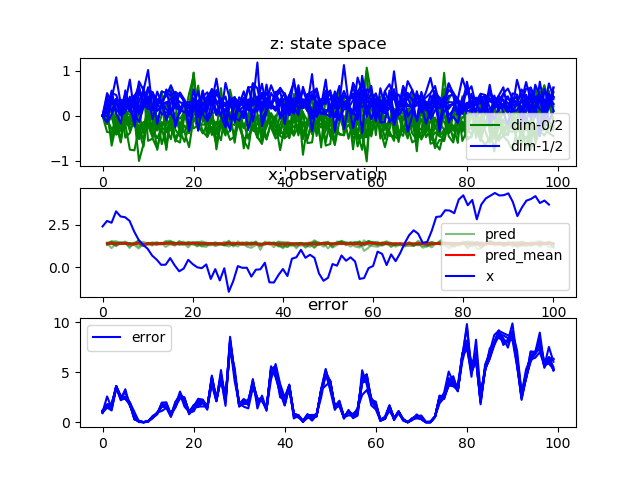 z: state space
1
0
−1
dim-0/2
dim-1/2
0 20 40 60 80 100
x: observation
2.5
0.0
pred
pred_mean
x
0 20 40 60 80 100
error
10
5
0
error
0 20 40 60 80 100